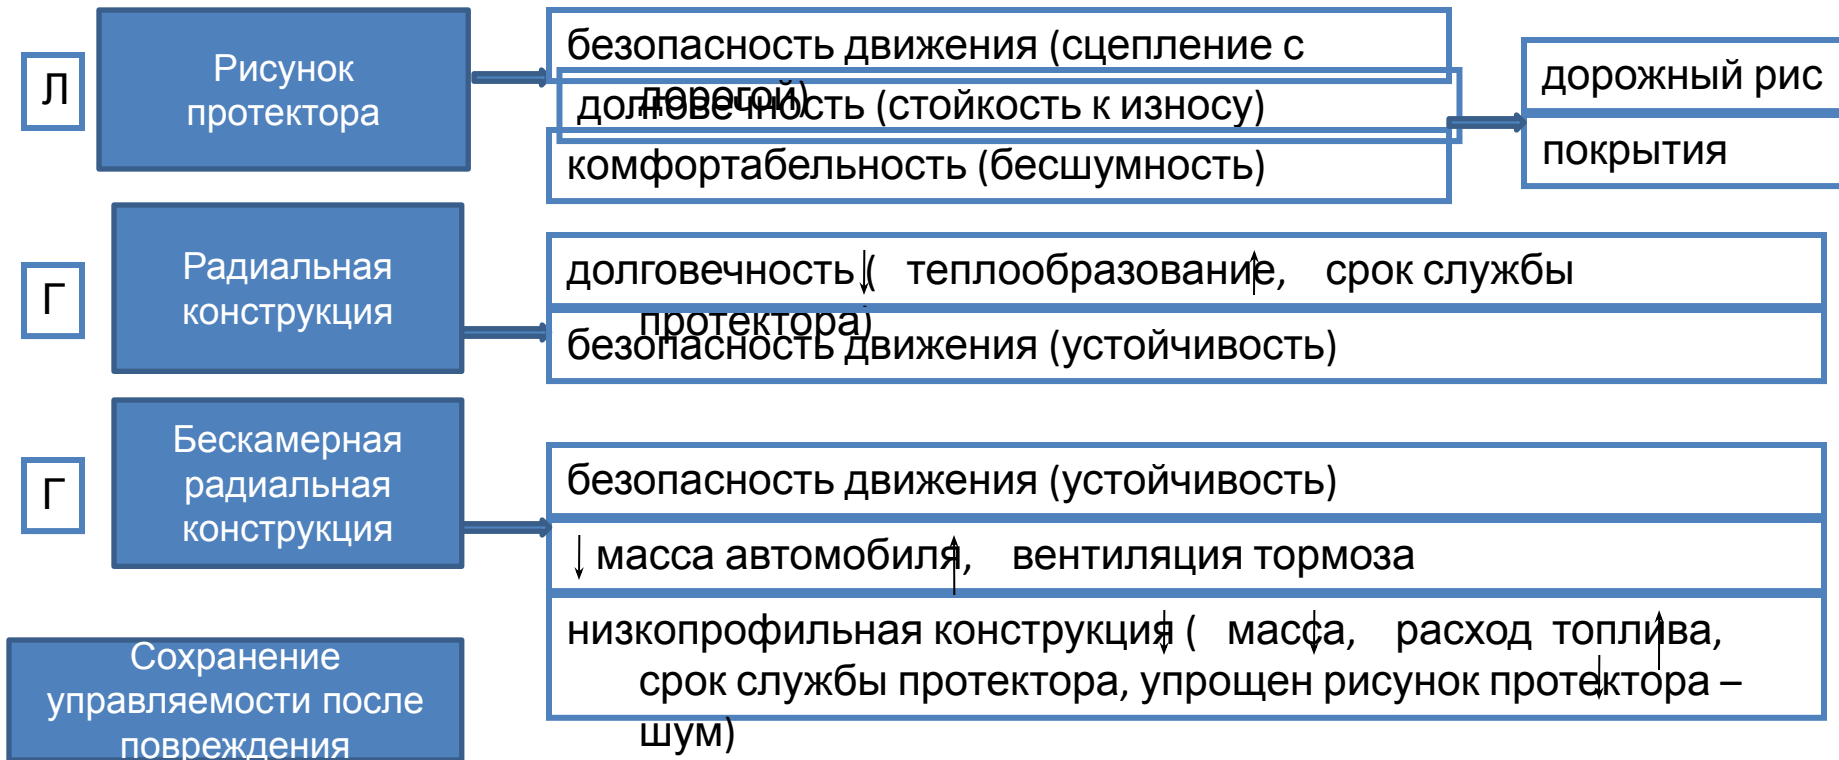 Л
Рисунок
протектора
безопасность движения (сцепление с
дорогой)
долговечность (стойкость к износу)
комфортабельность (бесшумность)
дорожный рис
покрытия
Г
Радиальная
конструкция
долговечность ( теплообразование, срок службы
протектора)
безопасность движения (устойчивость)
Г
Бескамерная
радиальная
конструкция
безопасность движения (устойчивость)
масса автомобиля, вентиляция тормоза
низкопрофильная конструкция ( масса, расход топлива,
срок службы протектора, упрощен рисунок протектора –
шум)
Сохранение
управляемости после
повреждения